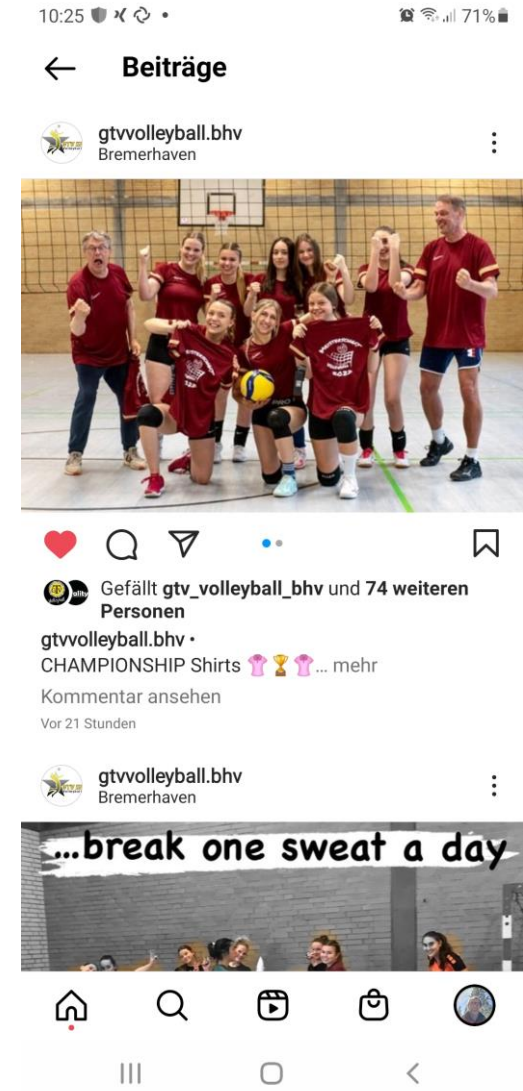 10:25
71%
Beiträge
gtvvolleyball.bhv
Bremerhaven
Gefällt gtv_volleyball_bhv und 74 weiteren
Personen
gtvvolleyball.bhv •
CHAMPIONSHIP Shirts 👚🏆👚... mehr
Kommentar ansehen
Vor 21 Stunden
gtvvolleyball.bhv
Bremerhaven
...break one sweat a day